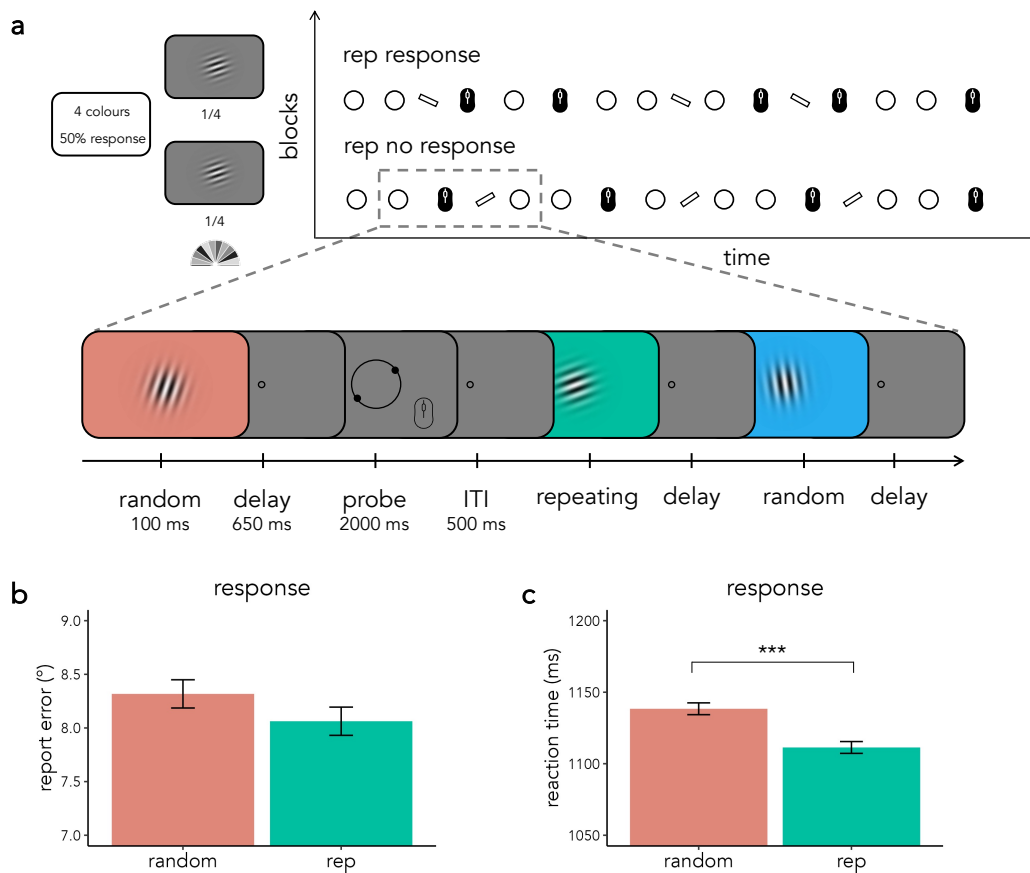 a
4 colours
50% response
1/4
1/4
blocks
rep response
rep no response
time
random
100 ms
delay
650 ms
probe
2000 ms
ITI
500 ms
repeating
delay
random
delay
b
response
report error (°)
9.0
8.5
8.0
7.5
7.0
random
rep
c
response
reaction time (ms)
1200
1150
1100
1050
***
random
rep